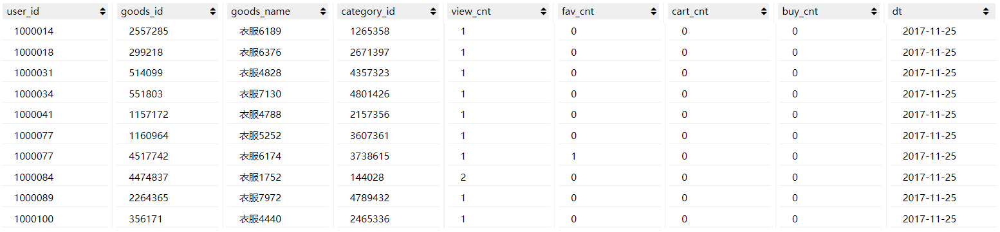 user_id goods_id goods_name category_id view_cnt fav_cnt cart_cnt buy_cnt dt
1000014 2557285 衣服6189 1265358 1 0 0 0 2017-11-25
1000018 299218 衣服6376 2671397 1 0 0 0 2017-11-25
1000031 514099 衣服4828 4357323 1 0 0 0 2017-11-25
1000034 551803 衣服7130 4801426 1 0 0 0 2017-11-25
1000041 1157172 衣服4788 2157356 1 0 0 0 2017-11-25
1000077 1160964 衣服5252 3607361 1 0 0 0 2017-11-25
1000077 4517742 衣服6174 3738615 1 1 0 0 2017-11-25
1000084 4474837 衣服1752 144028 2 0 0 0 2017-11-25
1000089 2264365 衣服7972 4789432 1 0 0 0 2017-11-25
1000100 356171 衣服4440 2465336 1 0 0 0 2017-11-25